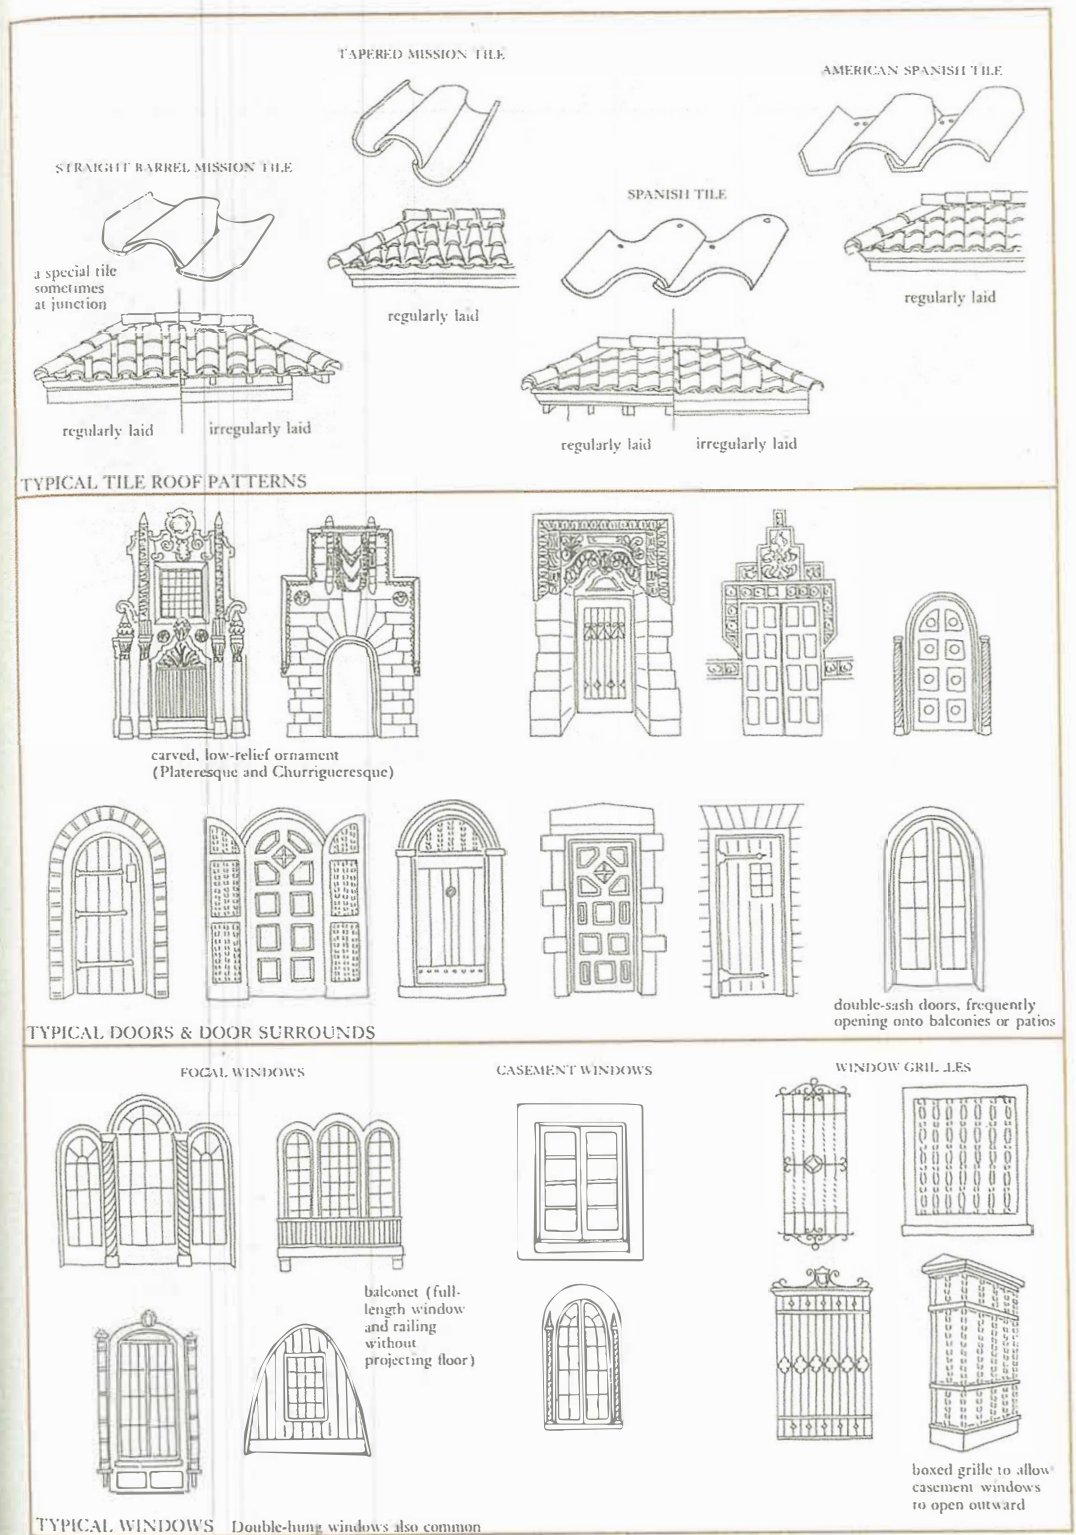 TAPERED MISSION TILE
AMERICAN SPANISH TILE
STRAIGHT BARREL MISSION TILE
SPANISH TILE
a special tile
sometimes
at junction
regularly laid
regularly laid
regularly laid
irregularly laid
regularly laid
irregularly laid
TYPICAL TILE ROOF PATTERNS
carved, low-relief ornament
(Plateresque and Churrigueresque)
double-sash doors, frequently
opening onto balconies or patios
TYPICAL DOORS & DOOR SURROUNDS
FOCAL WINDOWS
CASEMENT WINDOWS
WINDOW GRILLES
balconet (full-
length window
and railing
without
projecting floor)
boxed grille to allow
casement windows
to open outward
TYPICAL WINDOWS Double-hung windows also common